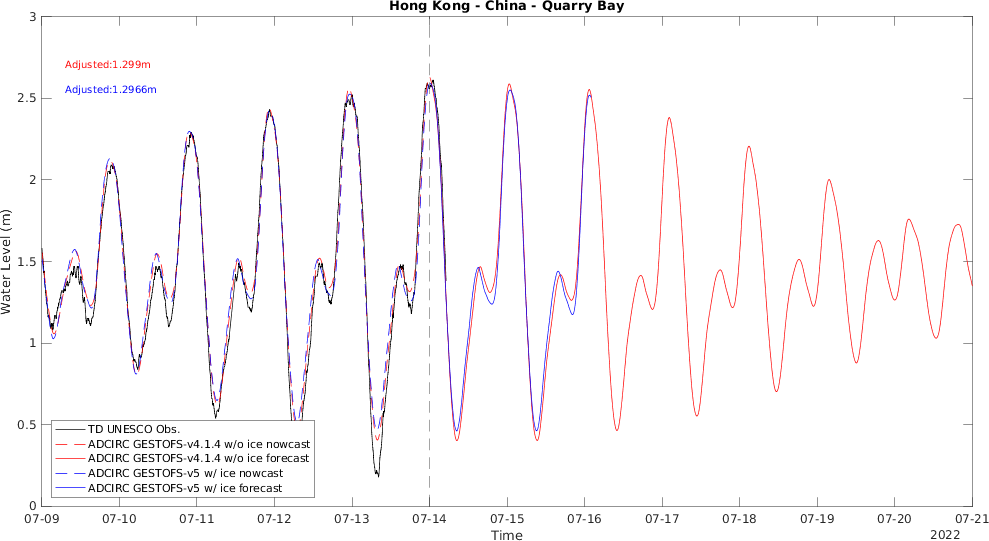 Hong Kong - China - Quarry Bay
3
2.5
2
1.5
1
0.5
0
Water Level (m)
Adjusted:1.299m
Adjusted:1.2966m
TD UNESCO Obs.
ADCIRC GESTOFS-v4.1.4 w/o ice nowcast
ADCIRC GESTOFS-v4.1.4 w/o ice forecast
ADCIRC GESTOFS-v5 w/ ice nowcast
ADCIRC GESTOFS-v5 w/ ice forecast
07-09 07-10 07-11 07-12 07-13 07-14 07-15 07-16 07-17 07-18 07-19 07-20 07-21
Time
2022